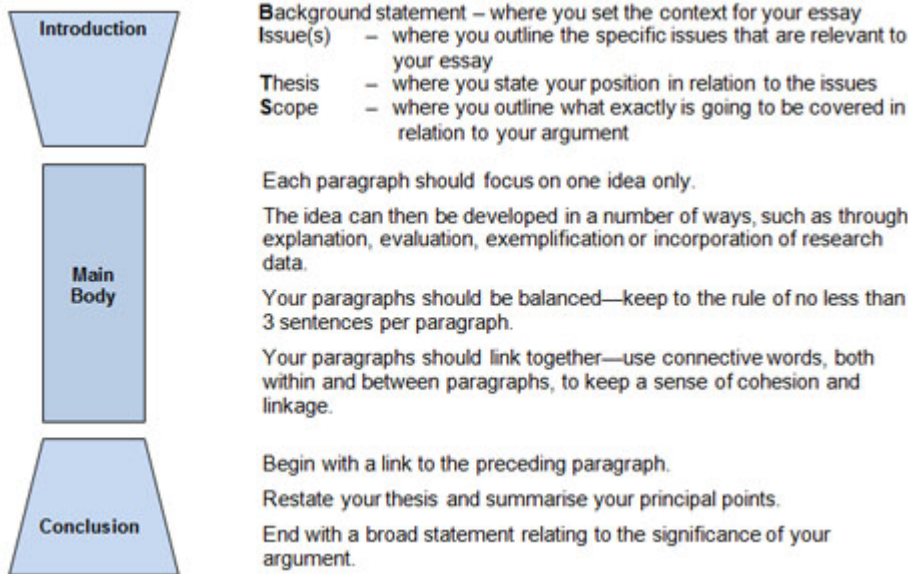 Introduction
Background statement – where you set the context for your essay
Issue(s) – where you outline the specific issues that are relevant to
your essay
Thesis – where you state your position in relation to the issues
Scope – where you outline what exactly is going to be covered in
relation to your argument
Main
Body
Each paragraph should focus on one idea only.
The idea can then be developed in a number of ways, such as through
explanation, evaluation, exemplification or incorporation of research
data.
Your paragraphs should be balanced—keep to the rule of no less than
3 sentences per paragraph.
Your paragraphs should link together—use connective words, both
within and between paragraphs, to keep a sense of cohesion and
linkage.
Conclusion
Begin with a link to the preceding paragraph.
Restate your thesis and summarise your principal points.
End with a broad statement relating to the significance of your
argument.